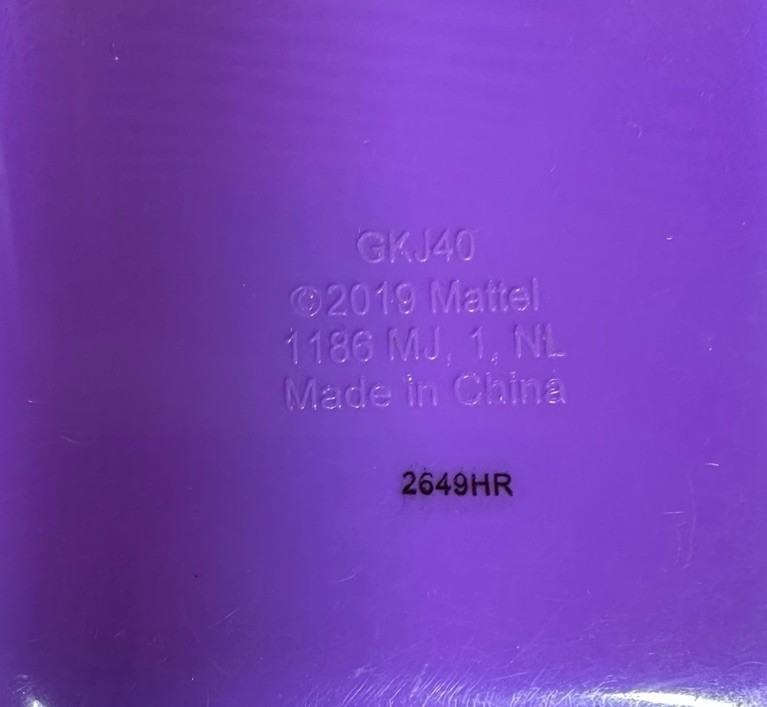 GKJ40
©2019 Mattel
1186 MJ, 1, NL
Made in China
2649HR